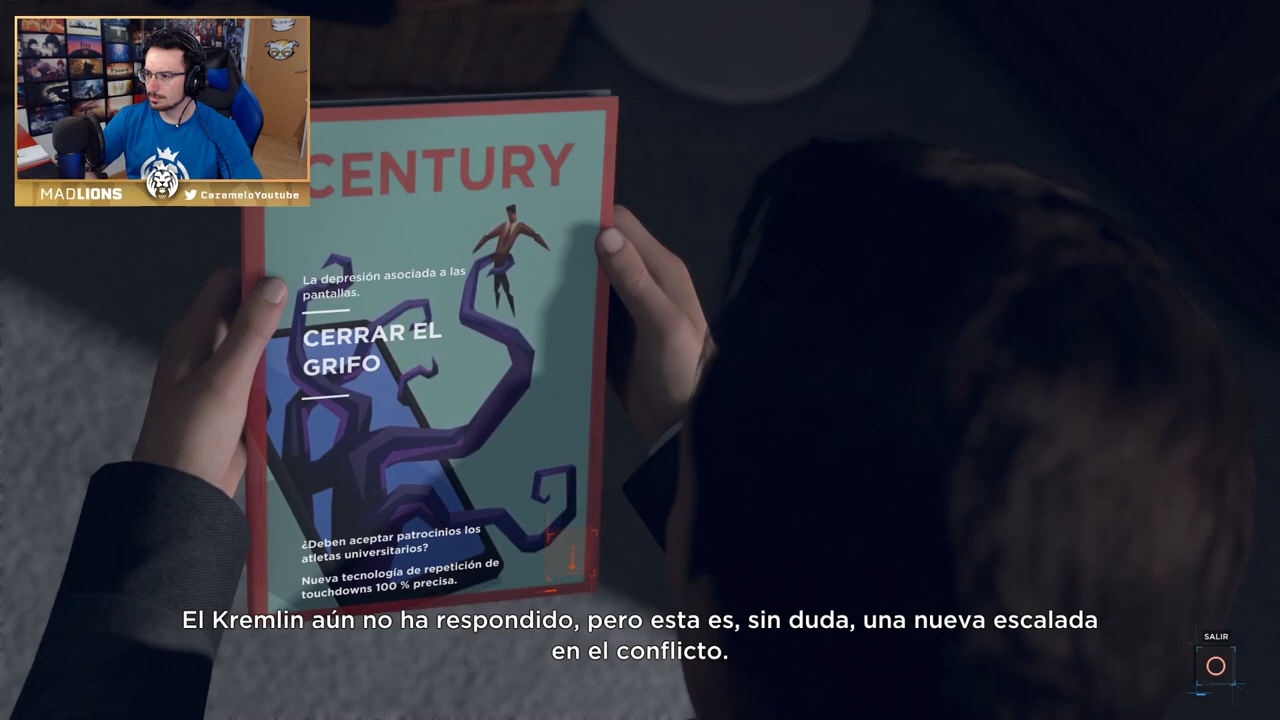 MADLIONS
CarameloYoutube
CENTURY
La depresión asociada a las
pantallas.
CERRAR EL
GRIFO
¿Deben aceptar patrocinios los
atletas universitarios?
Nueva tecnología de repetición de
touchdowns 100 % precisa.
El Kremlin aún no ha respondido, pero esta es, sin duda, una nueva escalada
en el conflicto.
SALIR